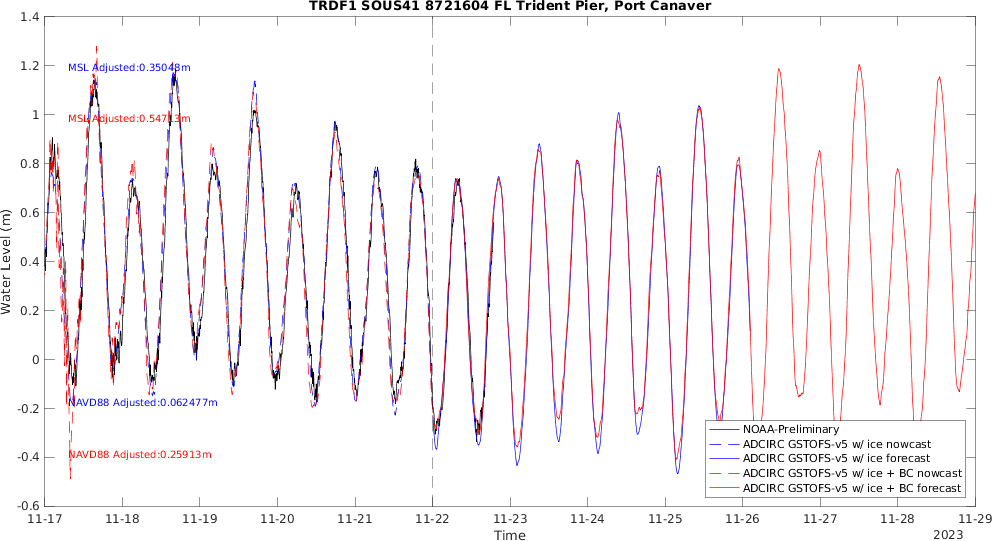 TRDF1 SOUS41 8721604 FL Trident Pier, Port Canaver
1.4
1.2
1
0.8
0.6
0.4
0.2
0
-0.2
-0.4
-0.6
Water Level (m)
MSL Adjusted:0.35043m
MSL Adjusted:0.54713m
NAVD88 Adjusted:0.062477m
NAVD88 Adjusted:0.25913m
NOAA-Preliminary
ADCIRC GSTOFS-v5 w/ ice nowcast
ADCIRC GSTOFS-v5 w/ ice forecast
ADCIRC GSTOFS-v5 w/ ice + BC nowcast
ADCIRC GSTOFS-v5 w/ ice + BC forecast
11-17 11-18 11-19 11-20 11-21 11-22 11-23 11-24 11-25 11-26 11-27 11-28 11-29
Time
2023